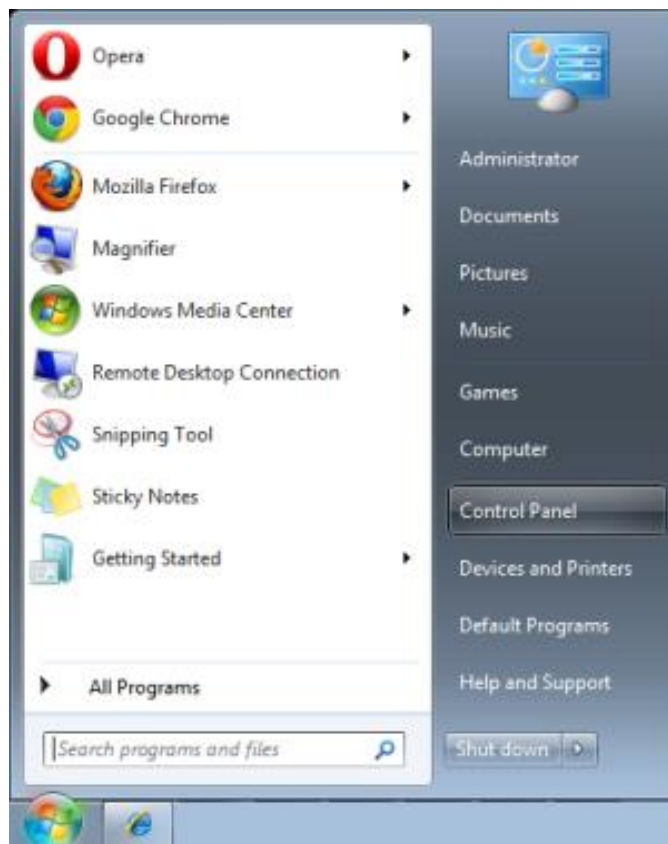 Opera
Google Chrome
Mozilla Firefox
Magnifier
Windows Media Center
Remote Desktop Connection
Snipping Tool
Sticky Notes
Getting Started
All Programs
Search programs and files
Administrator
Documents
Pictures
Music
Games
Computer
Control Panel
Devices and Printers
Default Programs
Help and Support
Shut down